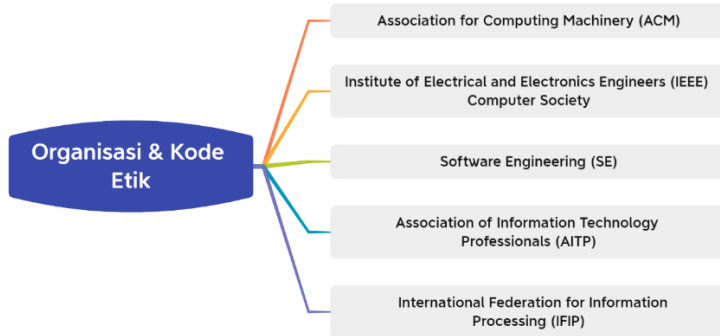 Organisasi & Kode
Etik
Association for Computing Machinery (ACM)
Institute of Electrical and Electronics Engineers (IEEE)
Computer Society
Software Engineering (SE)
Association of Information Technology
Professionals (AITP)
International Federation for Information
Processing (IFIP)